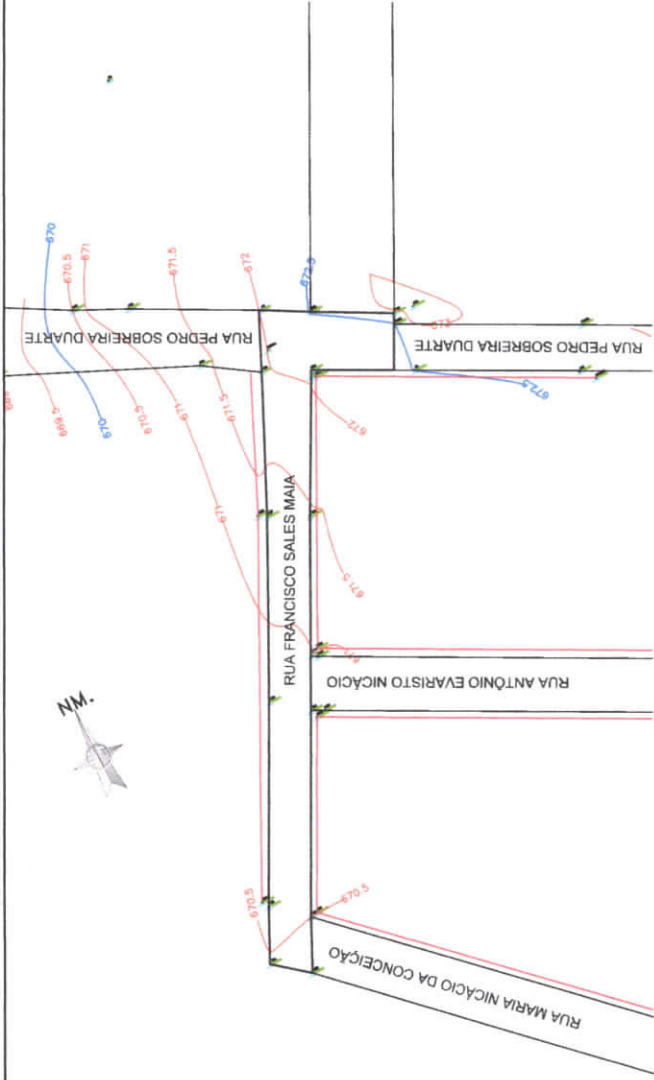 670
670.5
671
671.5
672
672.5
RUA PEDRO SOBREIRA DUARTE
RUA PEDRO SOBREIRA DUARTE
669.5
670
670.5
671
671.5
672
672.5
671
RUA FRANCISCO SALES MAIA
671.5
RUA ANTÔNIO EVARISTO NICÁCIO
NM.
670.5
670.5
RUA MARIA NICÁCIO DA CONCEIÇÃO